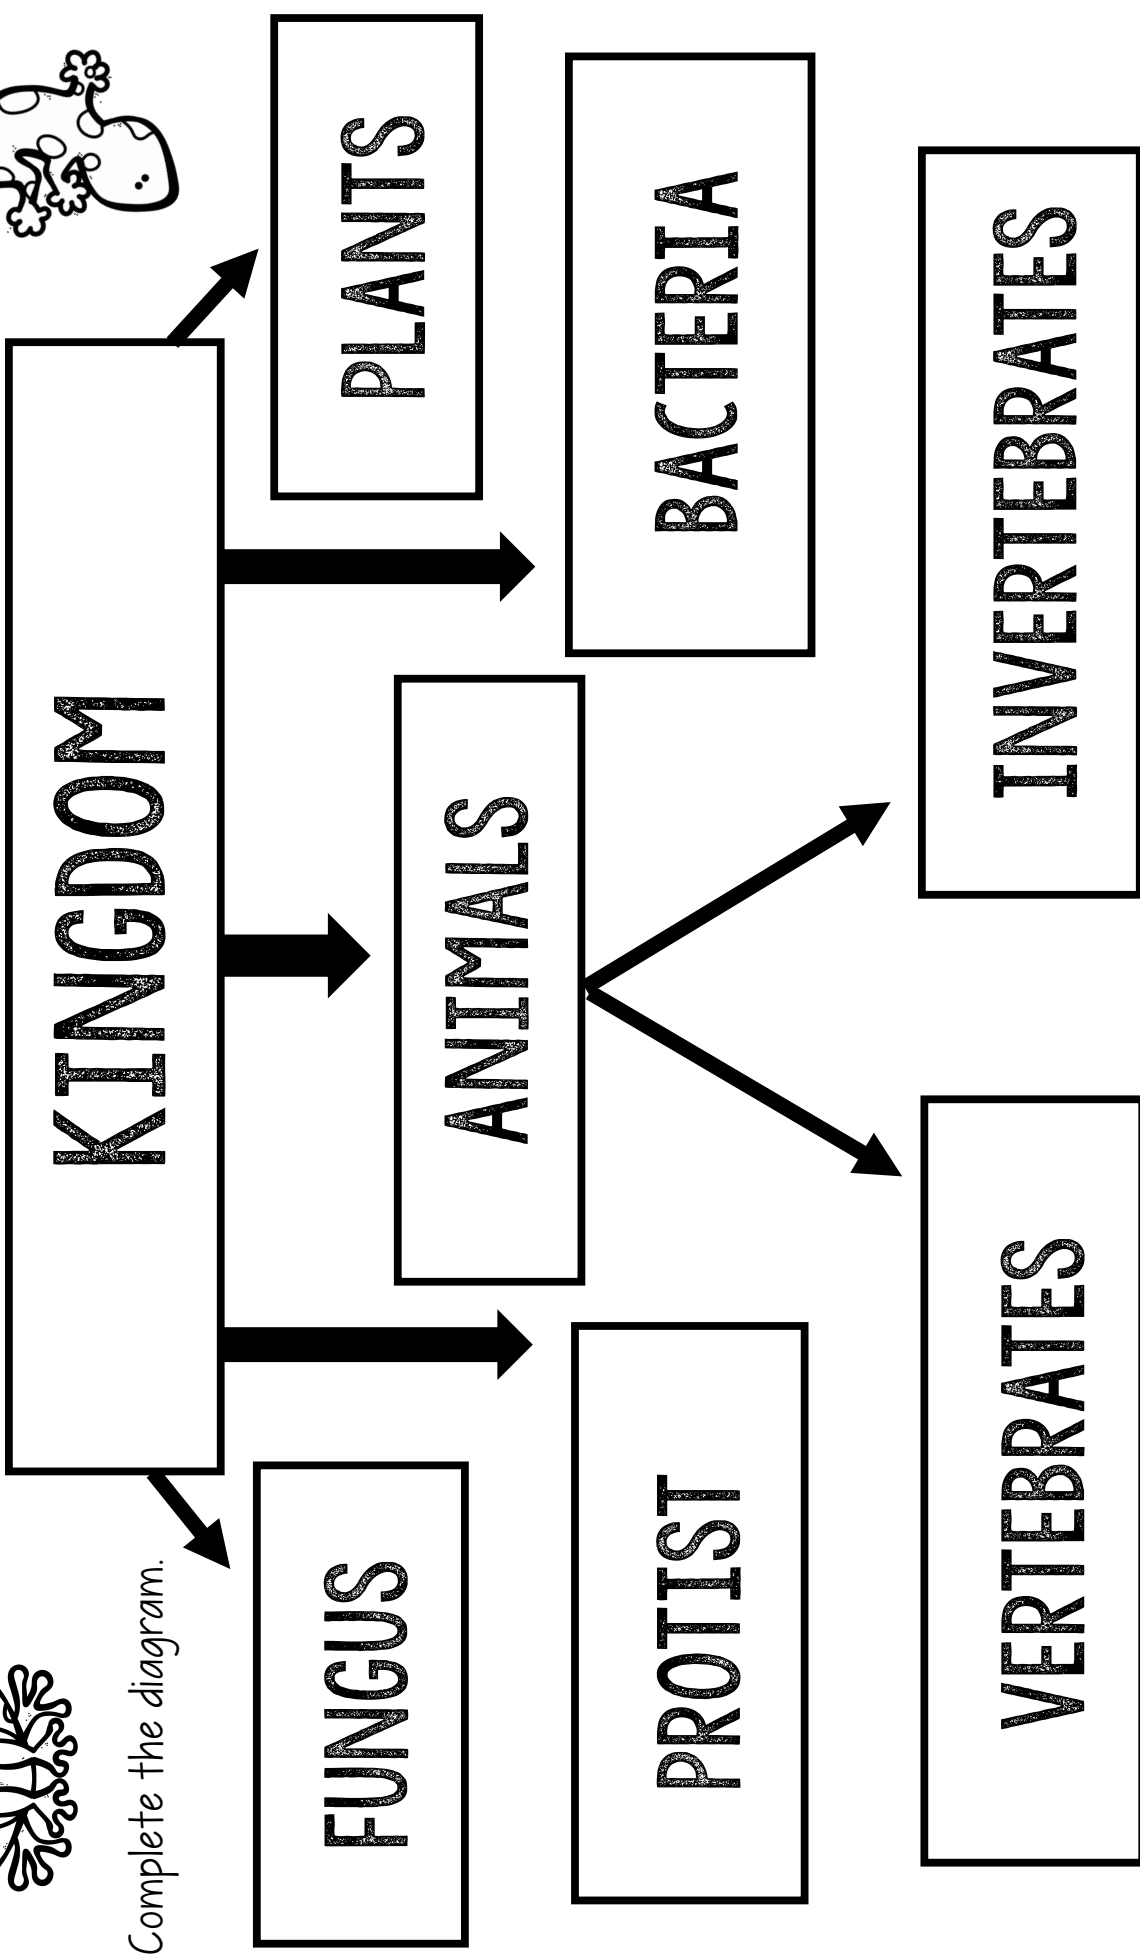 Complete the diagram.
KINGDOM
FUNGUS
PLANTS
ANIMALS
PROTIST
BACTERIA
VERTEBRATES
INVERTEBRATES